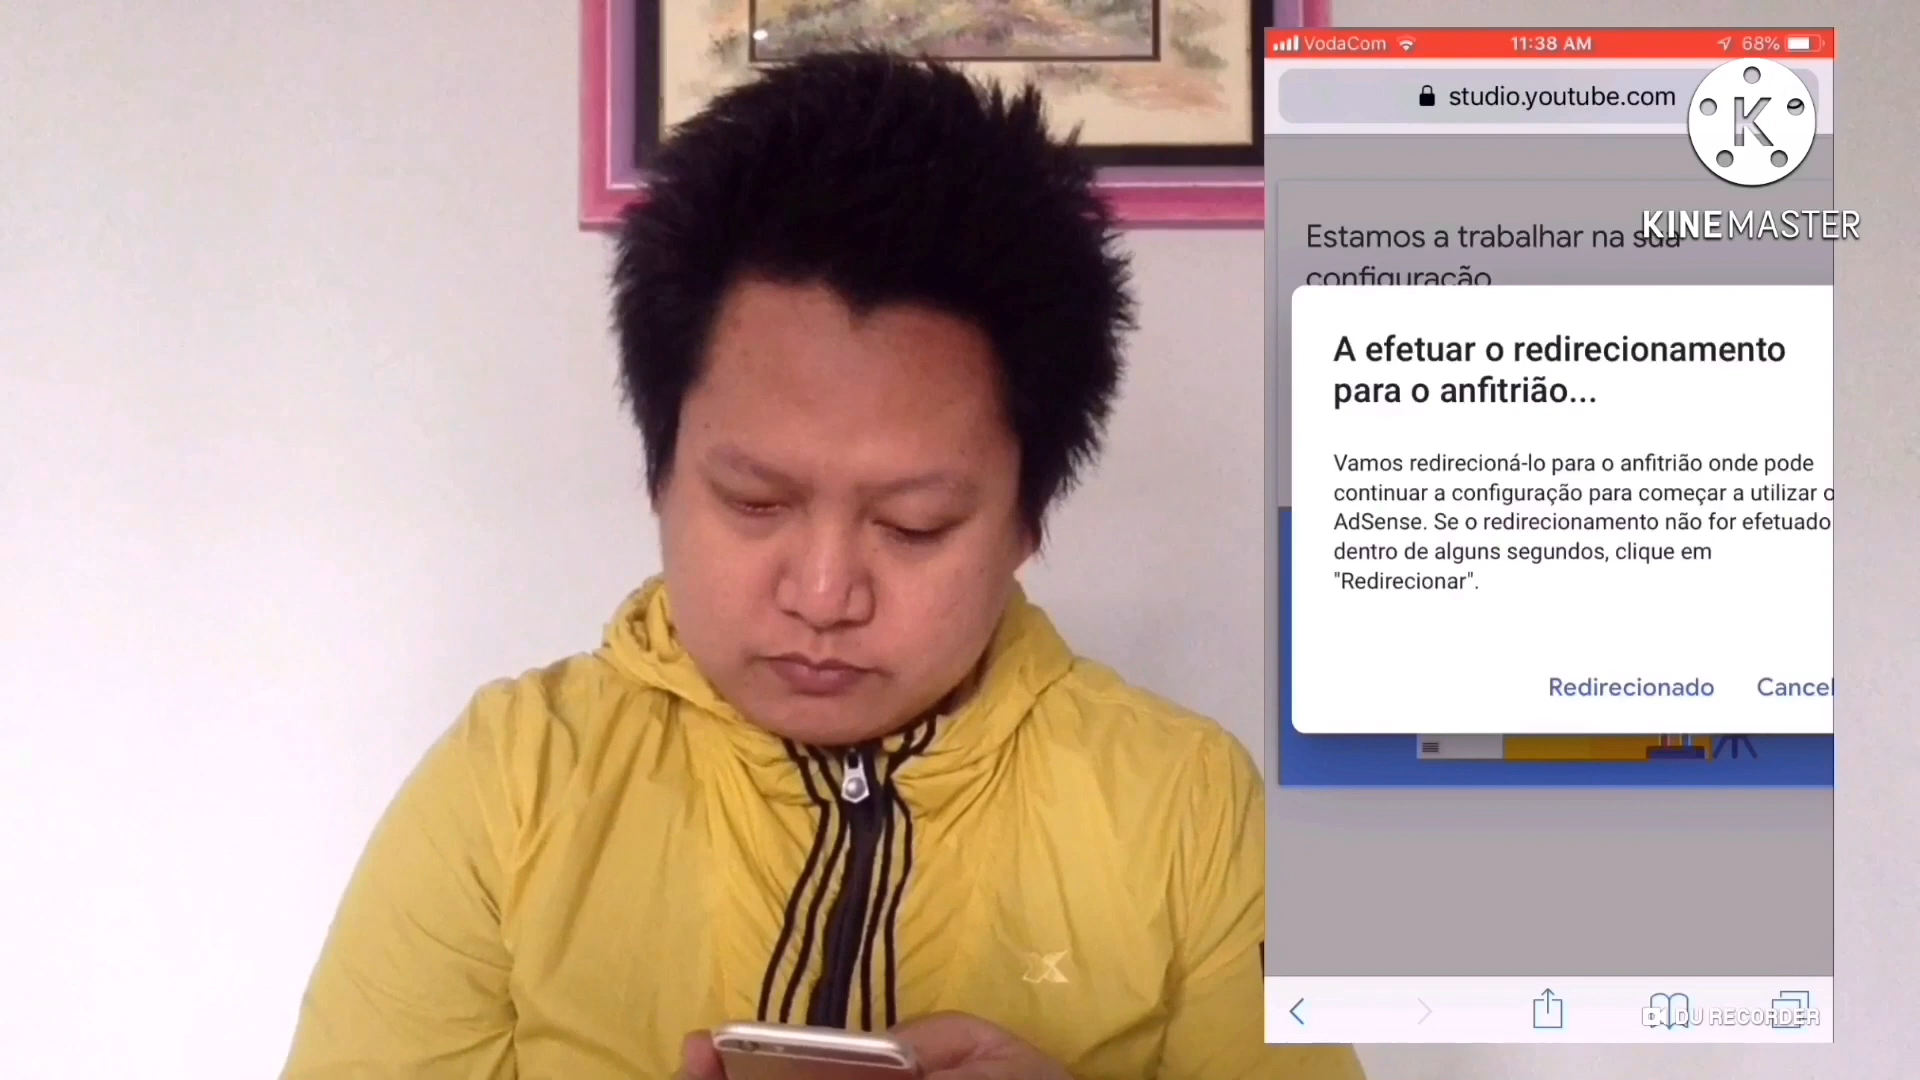 VodaCom
11:38 AM
68%
studio.youtube.com
K
KINEMASTER
Estamos a trabalhar na sua
configuração
A efetuar o redirecionamento
para o anfitrião...
Vamos redirecioná-lo para o anfitrião onde pode
continuar a configuração para começar a utilizar o
AdSense. Se o redirecionamento não for efetuado
dentro de alguns segundos, clique em
"Redirecionar".
Redirecionado
Cancel
DU RECORDER